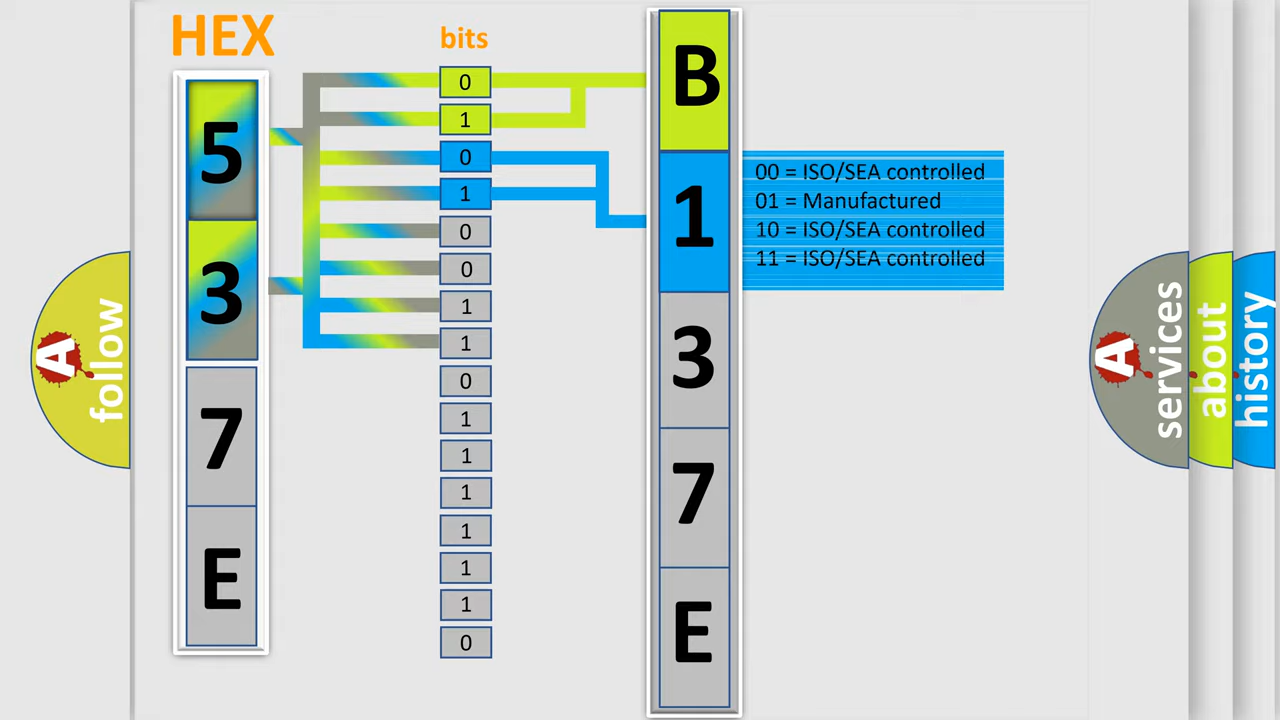 HEX
bits
5
3
7
E
0
1
0
1
0
0
1
1
0
1
1
1
1
1
1
0
B
1
3
7
E
00 = ISO/SEA controlled
01 = Manufactured
10 = ISO/SEA controlled
11 = ISO/SEA controlled
A
follow
A
services
about
history